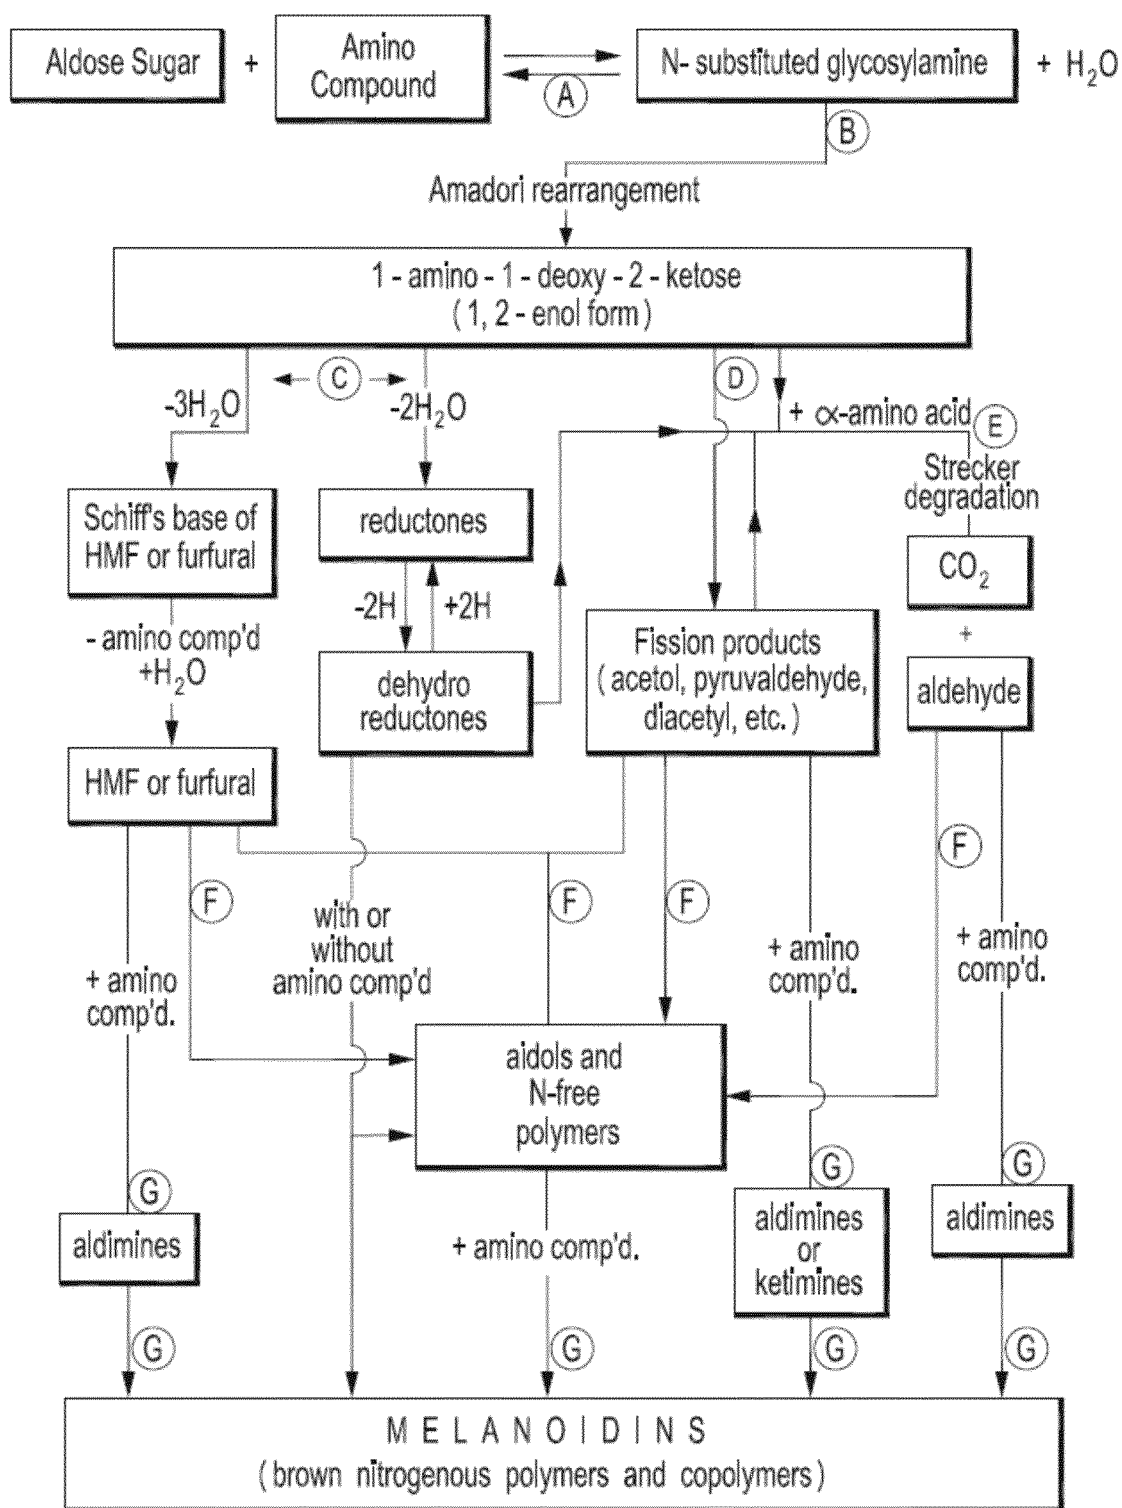 Aldose Sugar
+
Amino
Compound
A
N- substituted glycosylamine
+ H2O
B
Amadori rearrangement
1 - amino - 1 - deoxy - 2 - ketose
( 1, 2 - enol form )
C
D
-3H2O
-2H2O
+ α-amino acid
E
Strecker
degradation
Schiff's base of
HMF or furfural
reductones
CO2
-2H
+2H
- amino comp'd
+H2O
Fission products
( acetol, pyruvaldehyde,
diacetyl, etc. )
+
dehydro
reductones
aldehyde
HMF or furfural
F
F
F
F
with or
without
amino comp'd
+ amino
comp'd.
+ amino
comp'd.
+ amino
comp'd.
aidols and
N-free
polymers
G
G
G
aldimines
+ amino comp'd.
aldimines
or
ketimines
aldimines
G
G
G
G
MELANOIDINS
( brown nitrogenous polymers and copolymers )